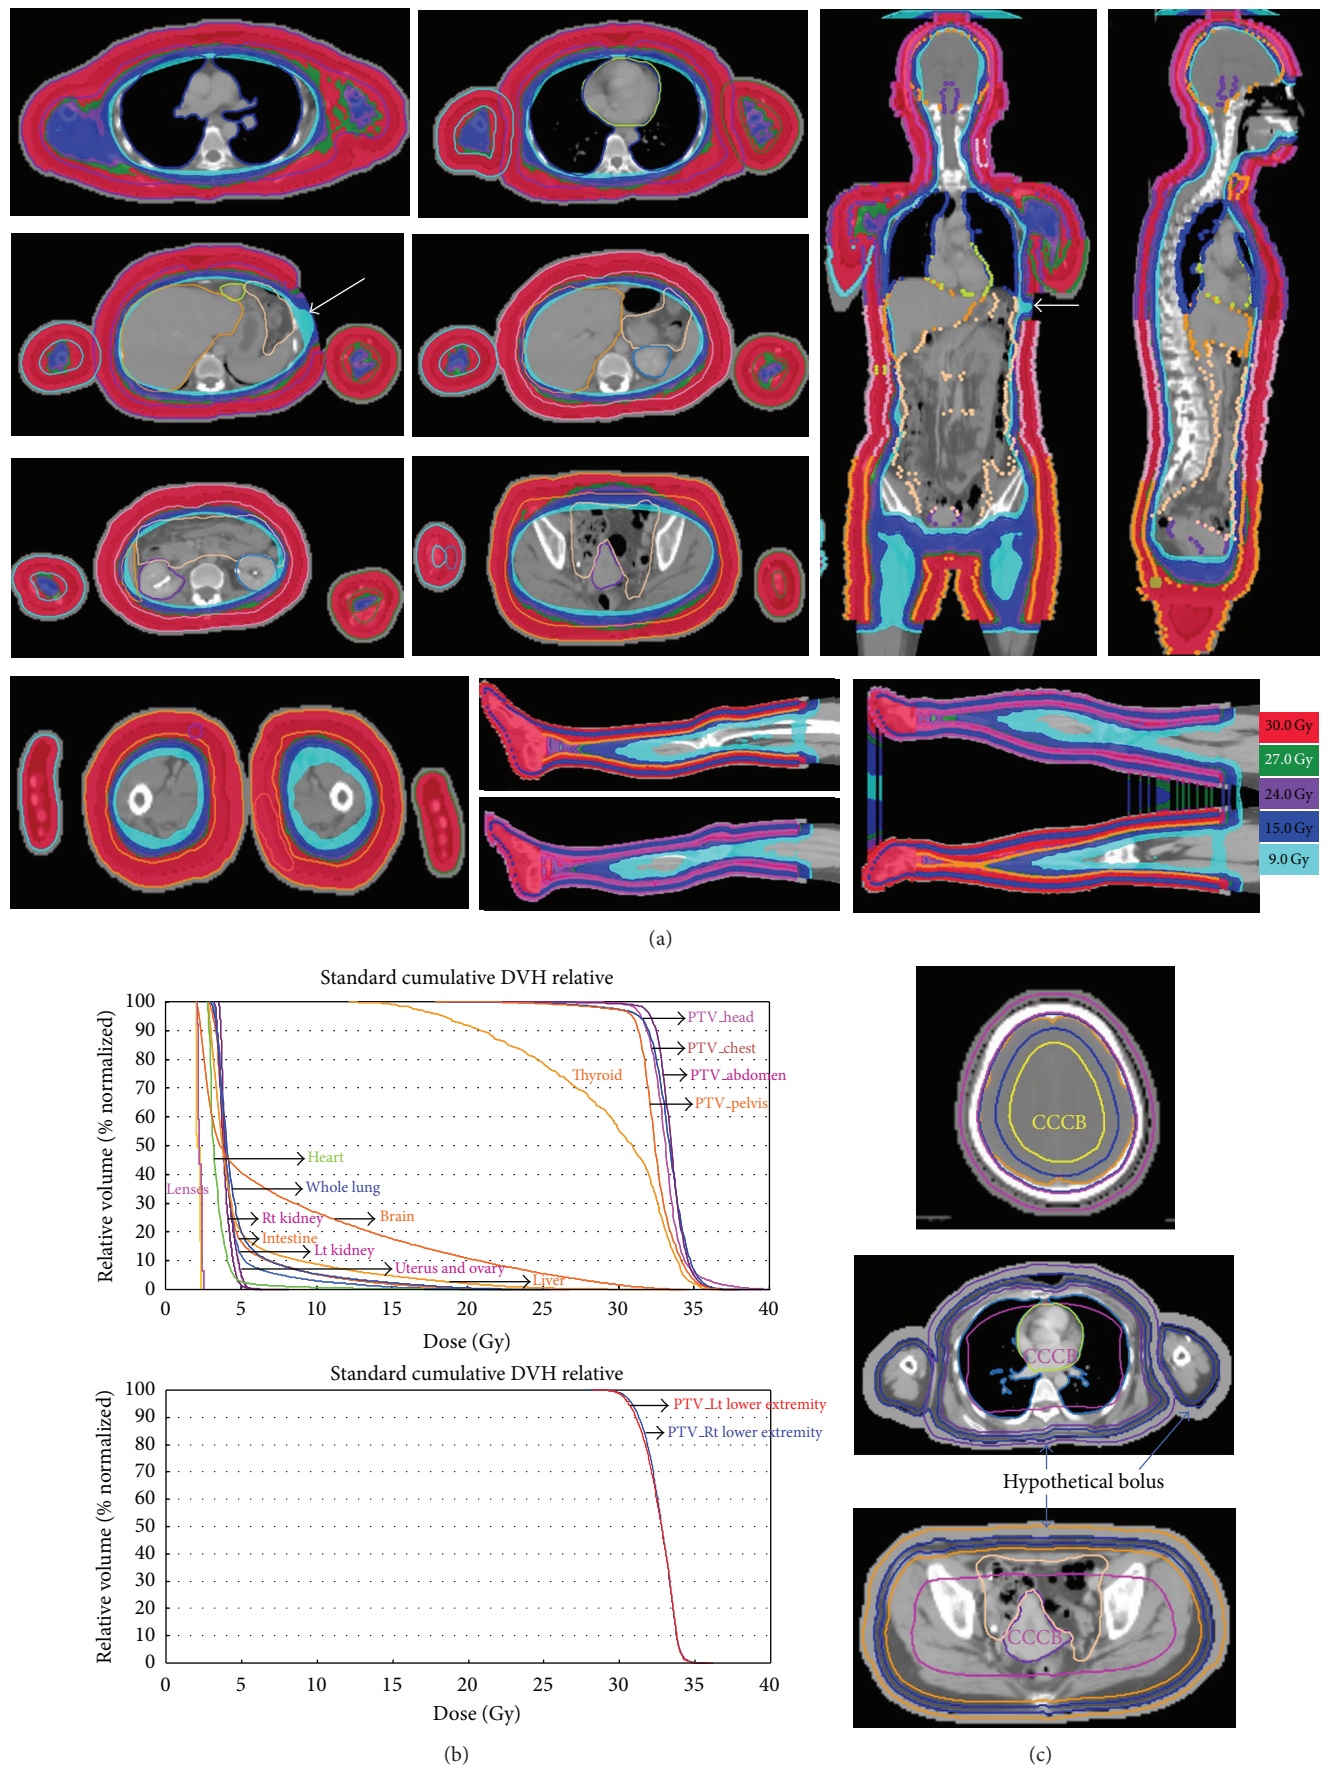 30.0 Gy
27.0 Gy
24.0 Gy
15.0 Gy
9.0 Gy
(a)
Standard cumulative DVH relative
Relative volume (% normalized)
100
90
80
70
60
50
40
30
20
10
0
0 5 10 15 20 25 30 35 40
Dose (Gy)
PTV_head
PTV_chest
Thyroid
PTV_abdomen
PTV_pelvis
Heart
Lenses
Whole lung
Rt kidney
Brain
Intestine
Lt kidney
Uterus and ovary
Liver
Standard cumulative DVH relative
Relative volume (% normalized)
100
90
80
70
60
50
40
30
20
10
0
0 5 10 15 20 25 30 35 40
Dose (Gy)
PTV_Lt lower extremity
PTV_Rt lower extremity
(b)
CCCB
CCCB
Hypothetical bolus
CCCB
(c)